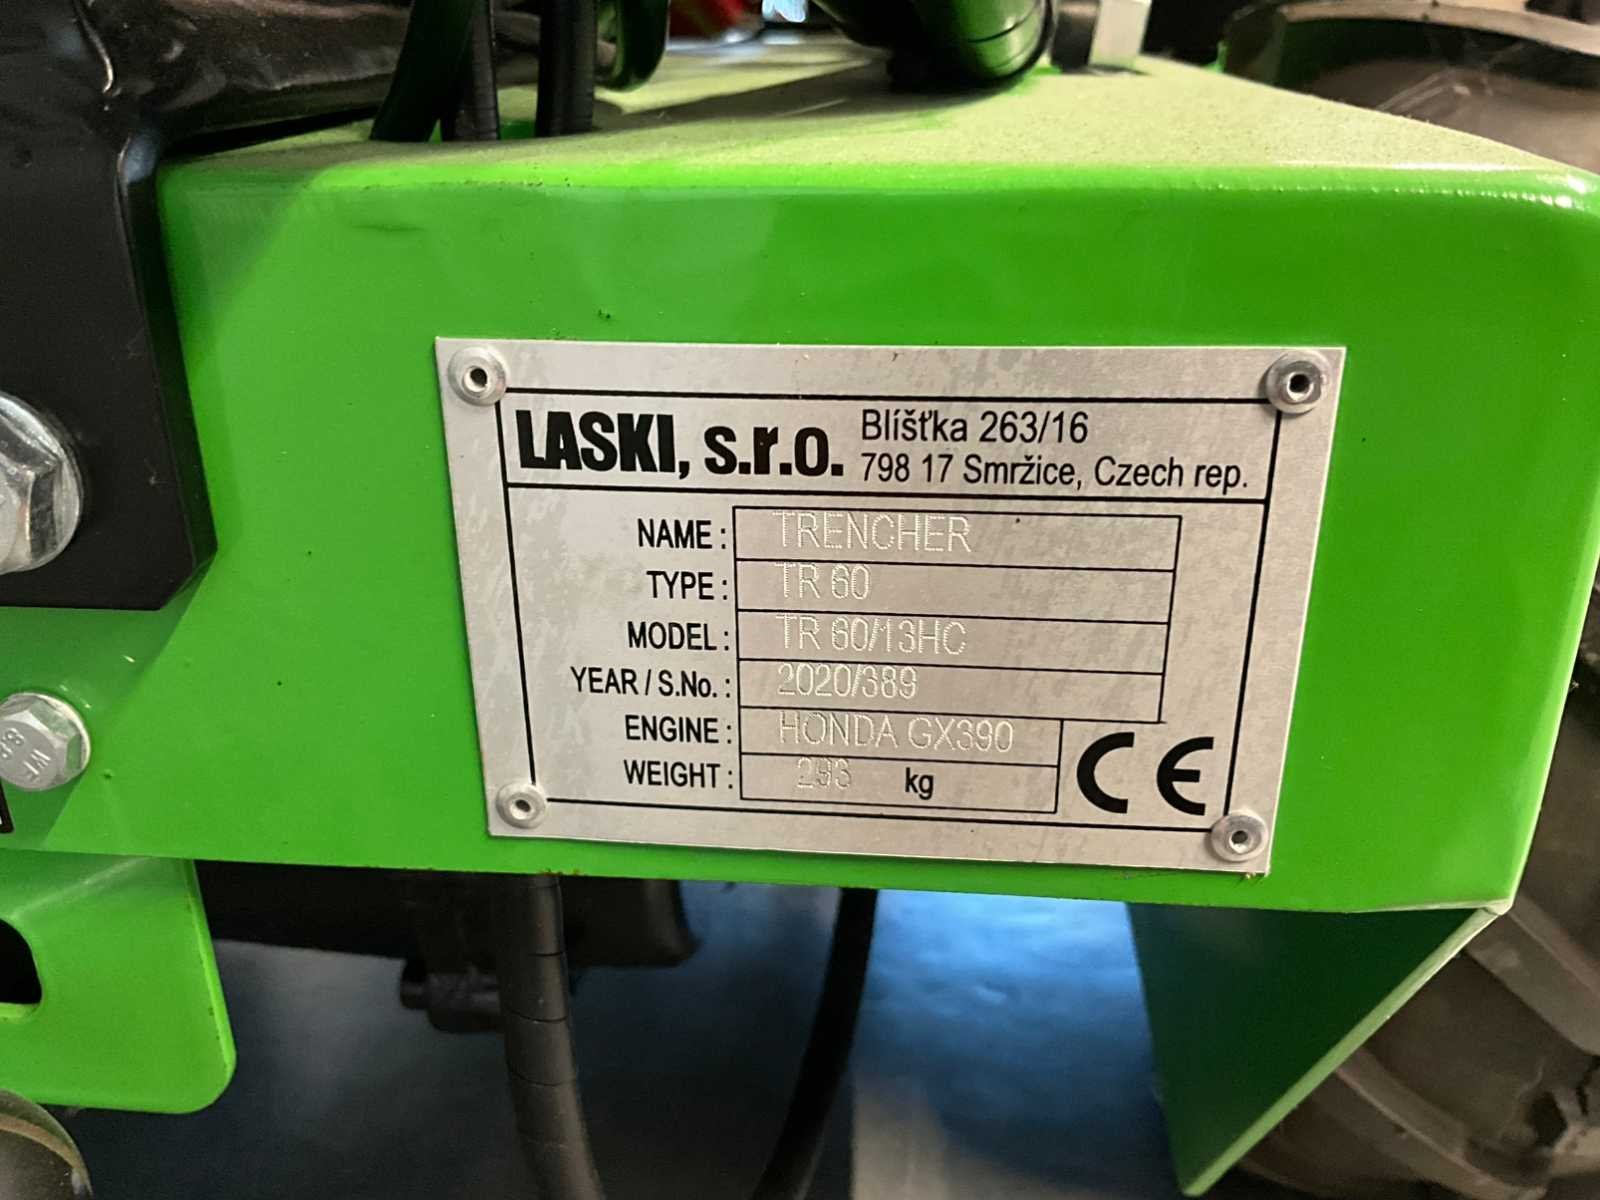 LASKI, s.r.o. Blíšťka 263/16
798 17 Smržice, Czech rep.
NAME : TRENCHER
TYPE : TR 60
MODEL : TR 60/13HC
YEAR / S.No. : 2020/389
ENGINE : HONDA GX390
WEIGHT : 293 kg
CE